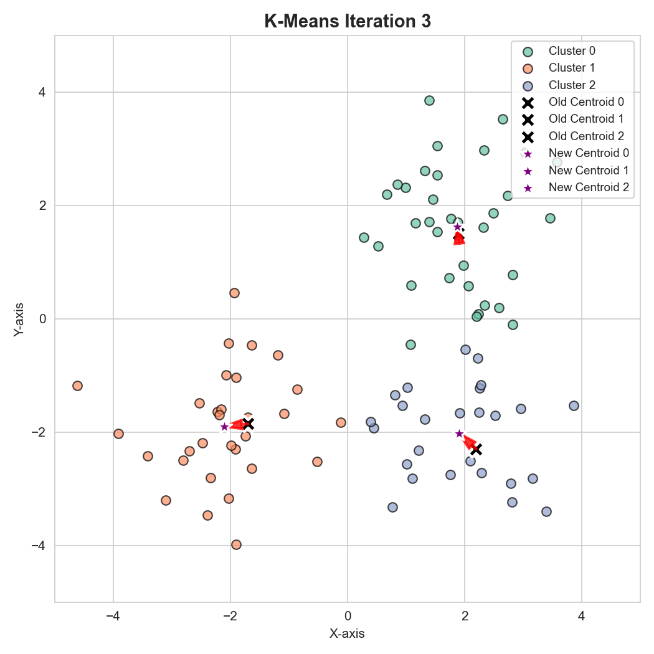 K-Means Iteration 3
Cluster 0
Cluster 1
Cluster 2
Old Centroid 0
Old Centroid 1
Old Centroid 2
New Centroid 0
New Centroid 1
New Centroid 2
4
2
0
−2
−4
Y-axis
−4
−2
0
2
4
X-axis